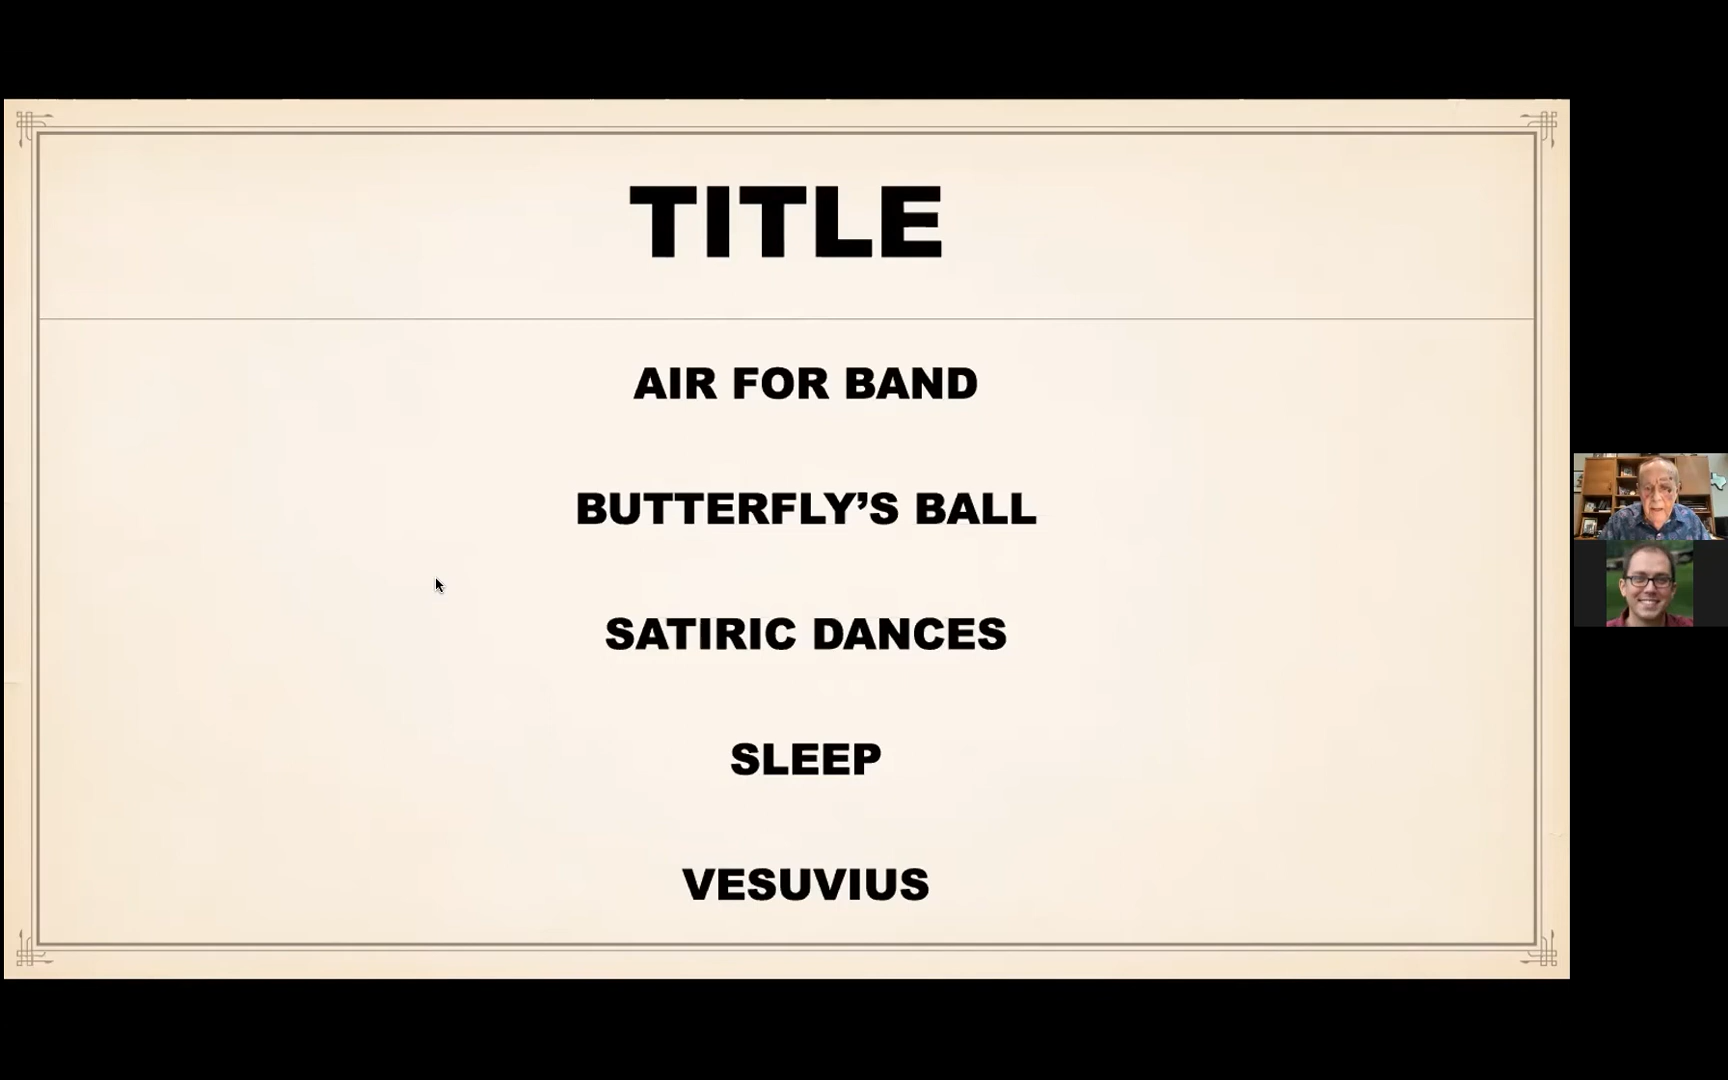 TITLE
AIR FOR BAND
BUTTERFLY’S BALL
SATIRIC DANCES
SLEEP
VESUVIUS